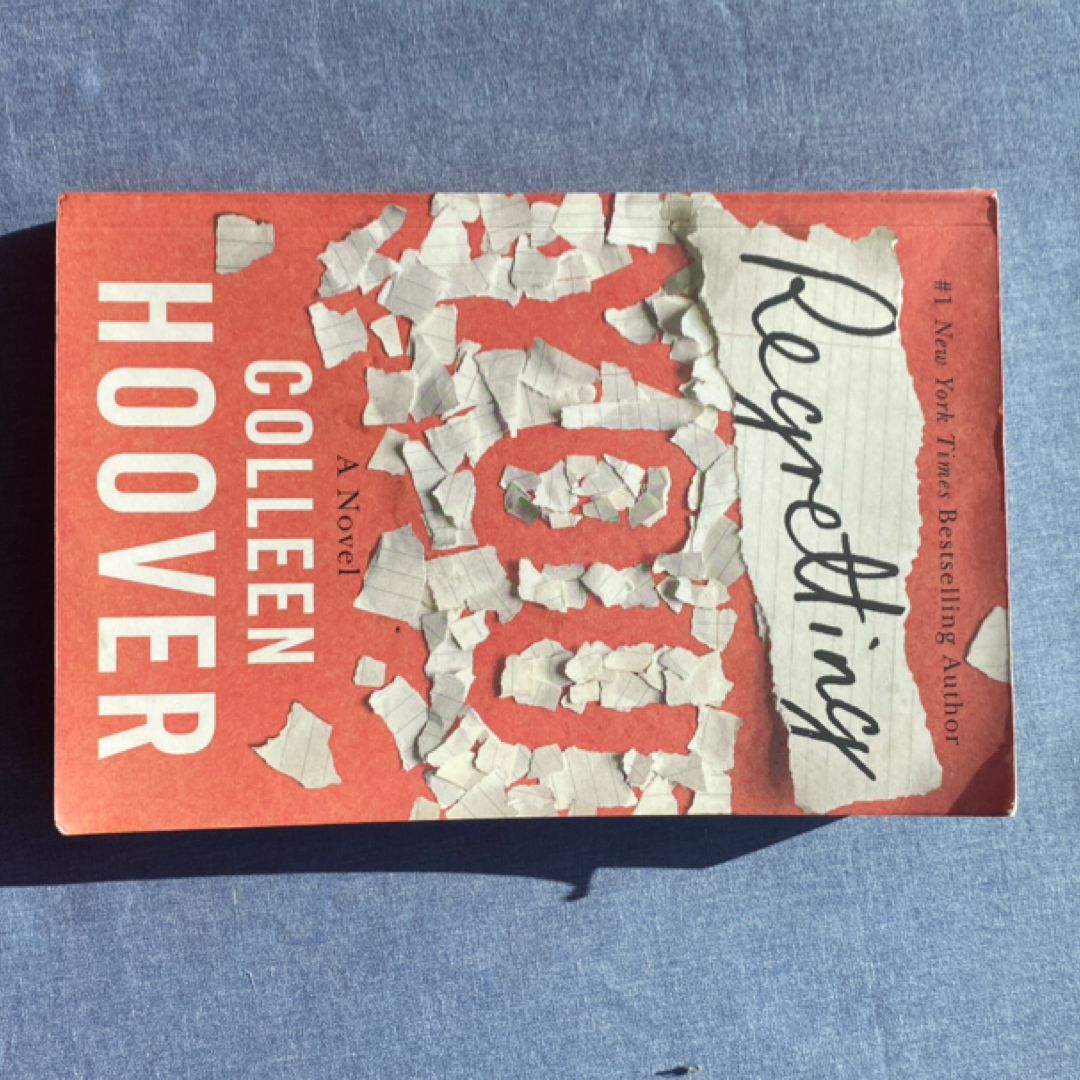 #1 New York Times Bestselling Author
Regretting
YOU
A Novel
COLLEEN
HOOVER